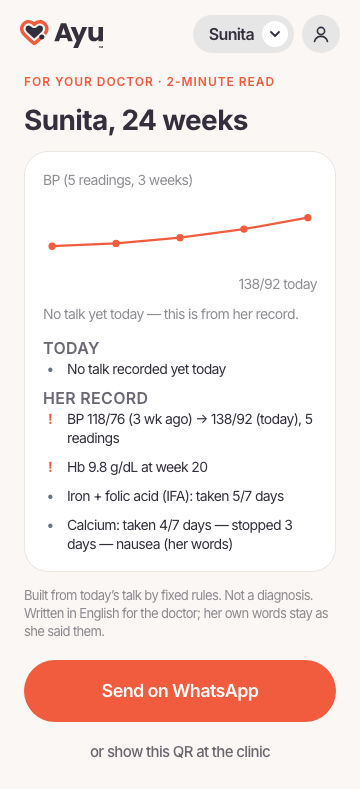 Ayu
™
Sunita
FOR YOUR DOCTOR · 2-MINUTE READ
Sunita, 24 weeks
BP (5 readings, 3 weeks)
138/92 today
No talk yet today — this is from her record.
TODAY
• No talk recorded yet today
HER RECORD
! BP 118/76 (3 wk ago) → 138/92 (today), 5
readings
! Hb 9.8 g/dL at week 20
• Iron + folic acid (IFA): taken 5/7 days
• Calcium: taken 4/7 days — stopped 3
days — nausea (her words)
Built from today’s talk by fixed rules. Not a diagnosis.
Written in English for the doctor; her own words stay as
she said them.
Send on WhatsApp
or show this QR at the clinic